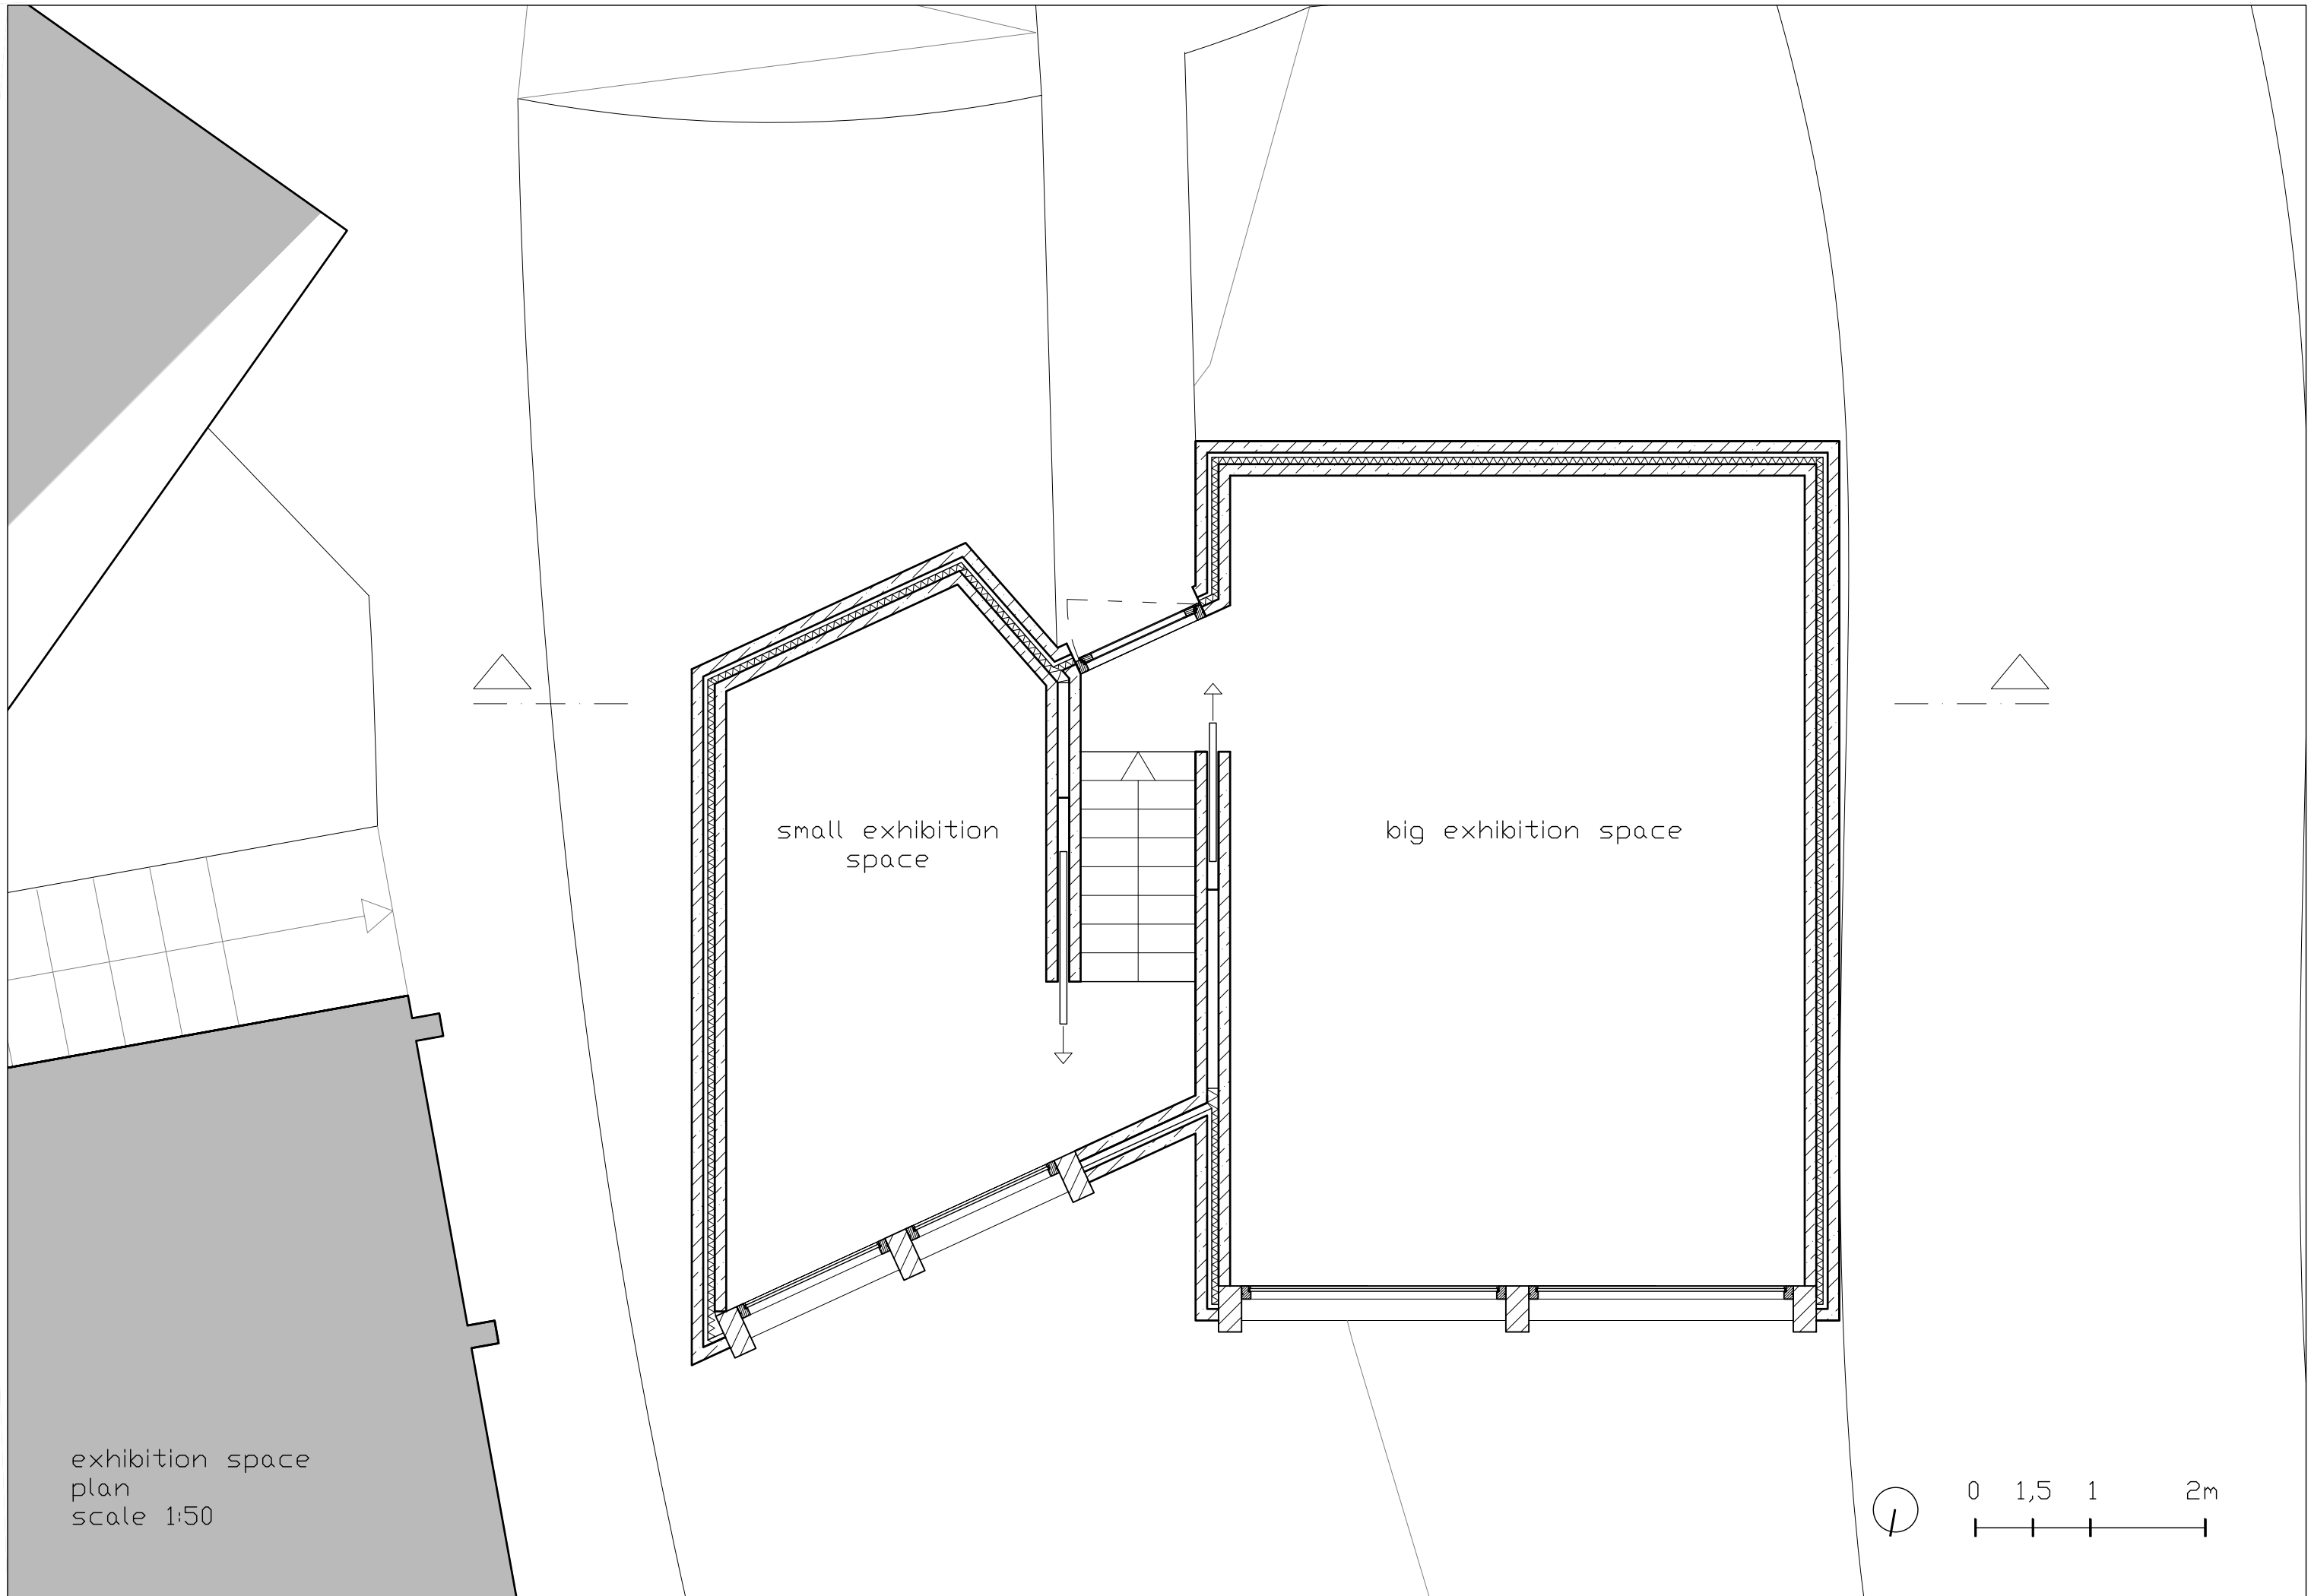 small exhibition
space
big exhibition space
exhibition space
plan
scale 1:50
0 1,5 1 2m